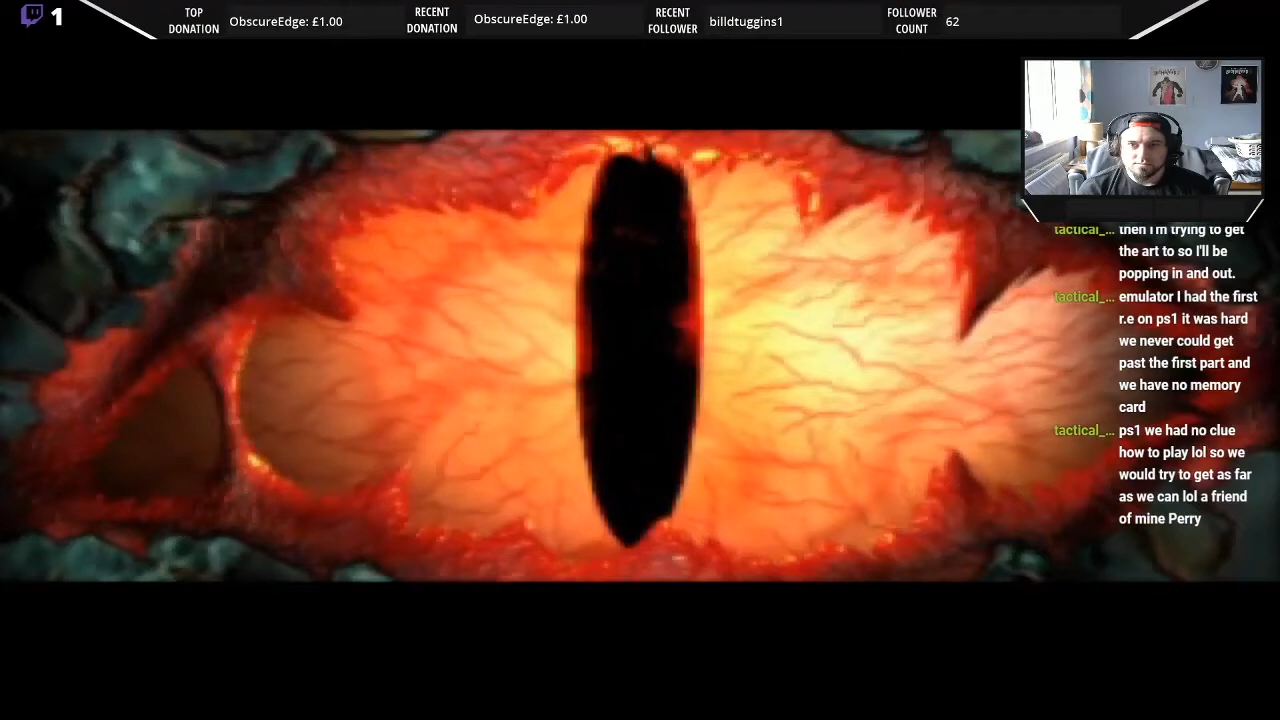 1
TOP DONATION
ObscureEdge: £1.00
RECENT DONATION
ObscureEdge: £1.00
RECENT FOLLOWER
billdtuggins1
FOLLOWER COUNT
62
tactical_... then I'm trying to get
the art to so I'll be
popping in and out.
tactical_... emulator I had the first
r.e on ps1 it was hard
we never could get
past the first part and
we have no memory
card
tactical_... ps1 we had no clue
how to play lol so we
would try to get as far
as we can lol a friend
of mine Perry